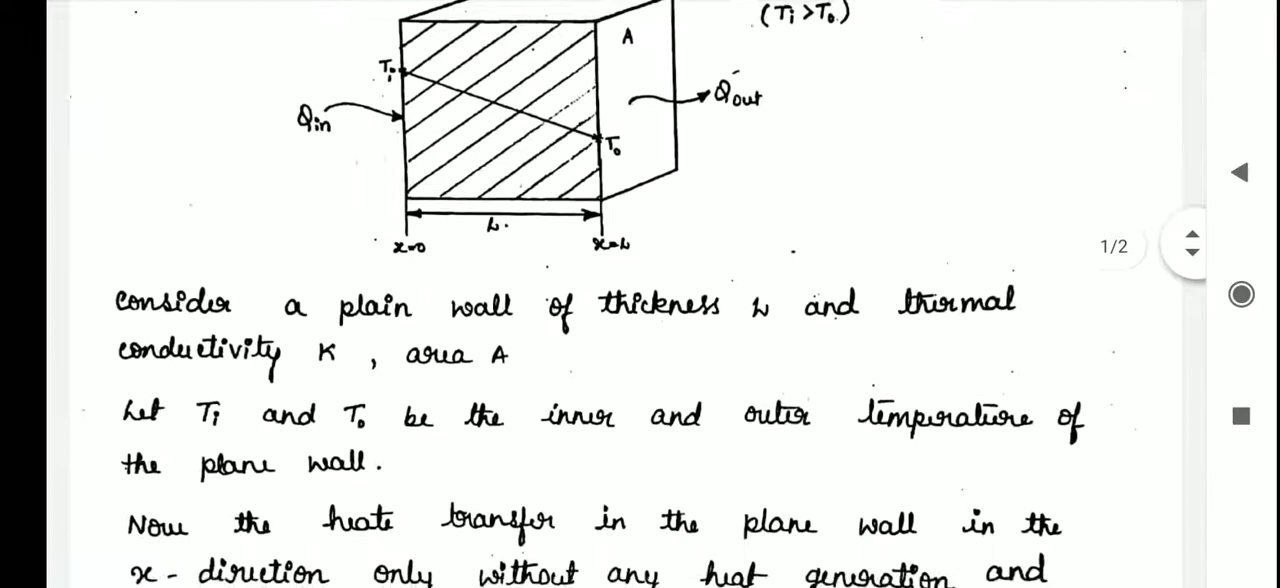 (Ti >To)
A
Ti
Qin
Qout
To
L.
x=0
x=L
1/2
consider a plain wall of thickness L and thermal
conductivity K , area A
Let Ti and To be the inner and outer temperature of
the plane wall.
Now the heate transfer in the plane wall in the
x - direction only without any heat generation and